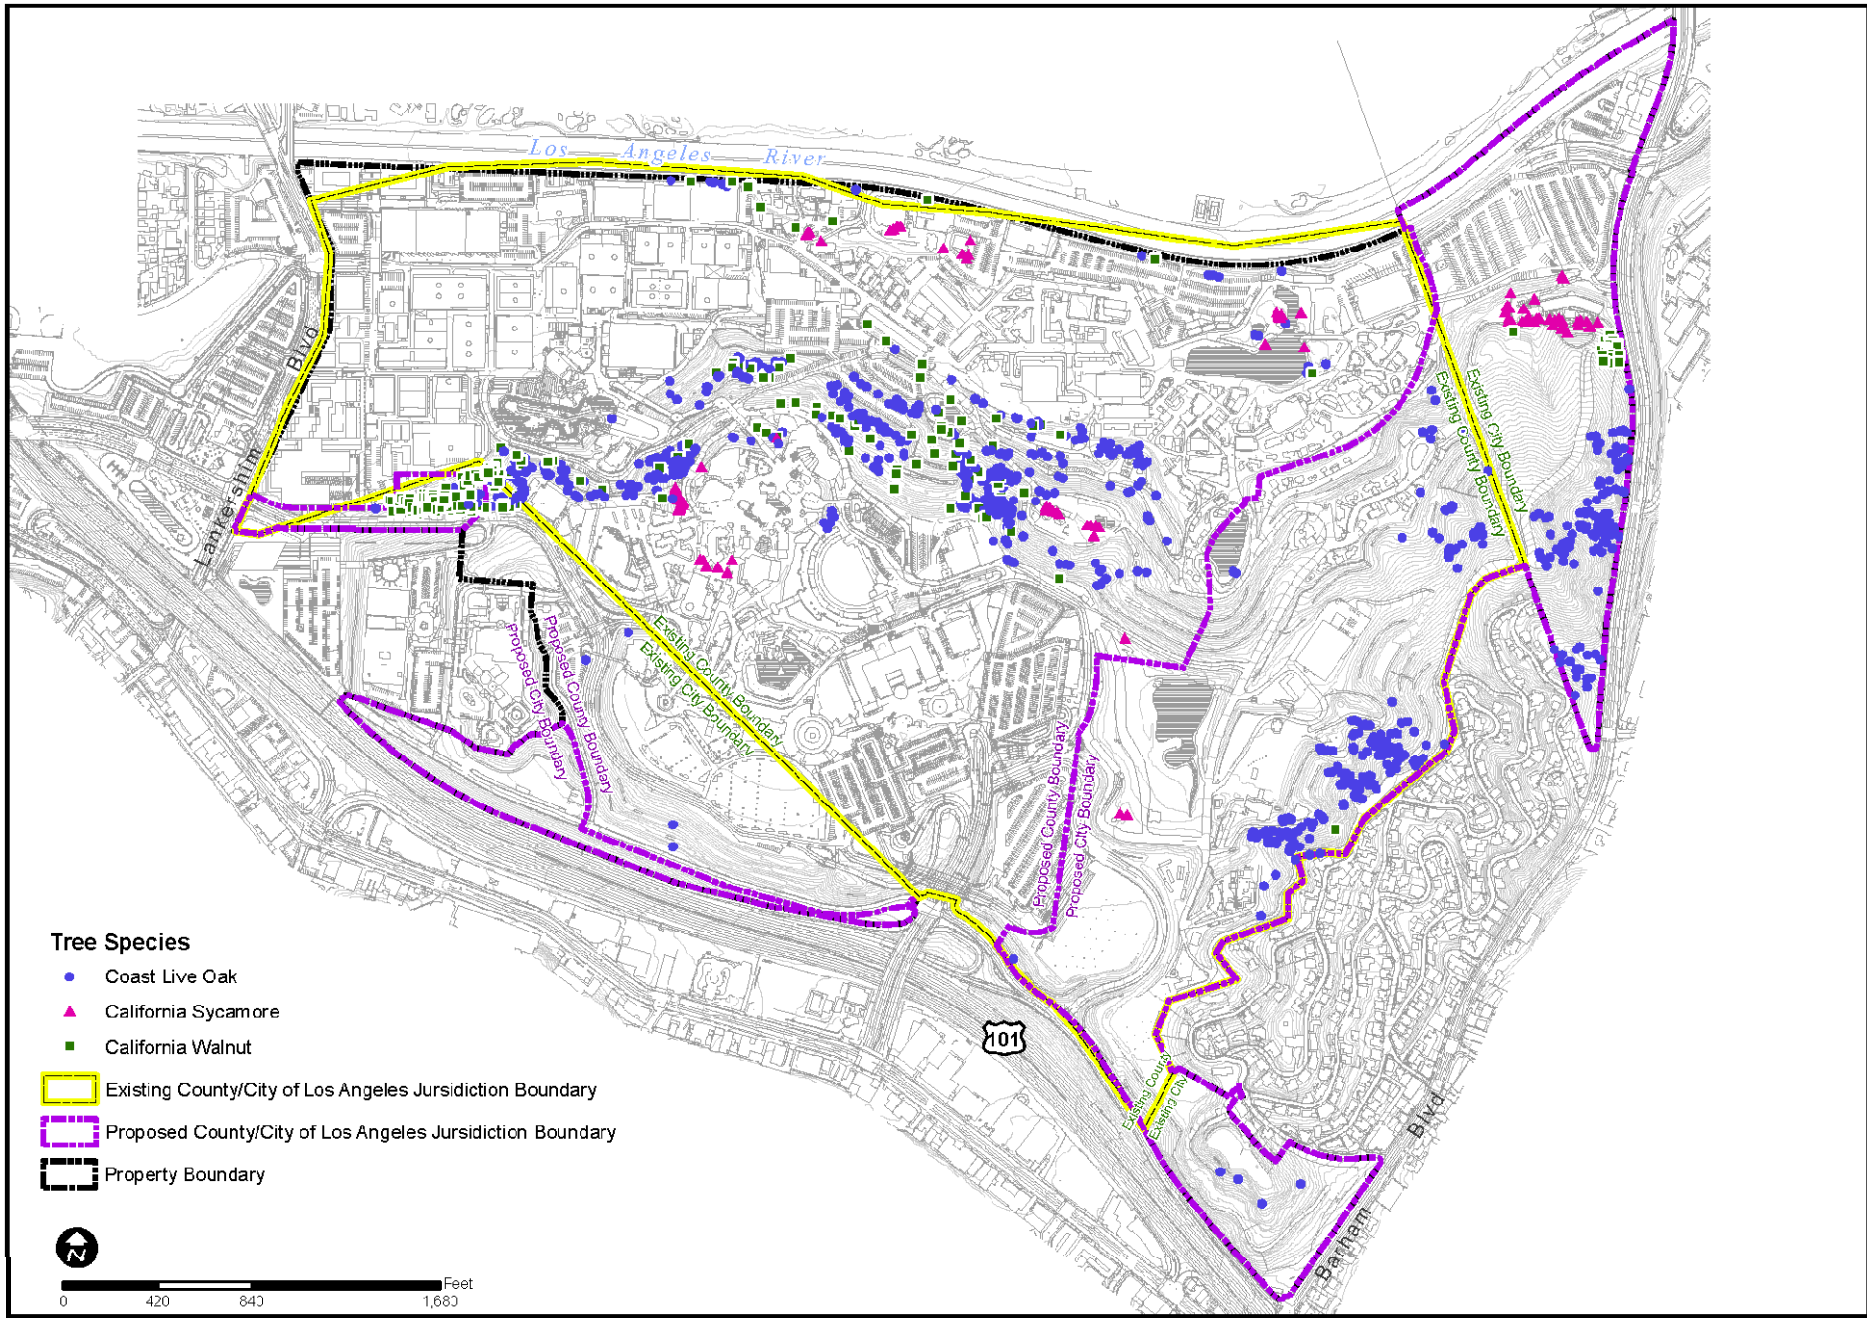 Los Angeles River
Lankershim Blvd
Existing City Boundary
Existing County Boundary
Proposed County Boundary
Proposed City Boundary
Existing County Boundary
Existing City Boundary
Proposed County Boundary
Proposed City Boundary
Existing County
Existing City
101
Barham Blvd
Tree Species
Coast Live Oak
California Sycamore
California Walnut
Existing County/City of Los Angeles Jursidiction Boundary
Proposed County/City of Los Angeles Jursidiction Boundary
Property Boundary
N
Feet
0 420 840 1,680